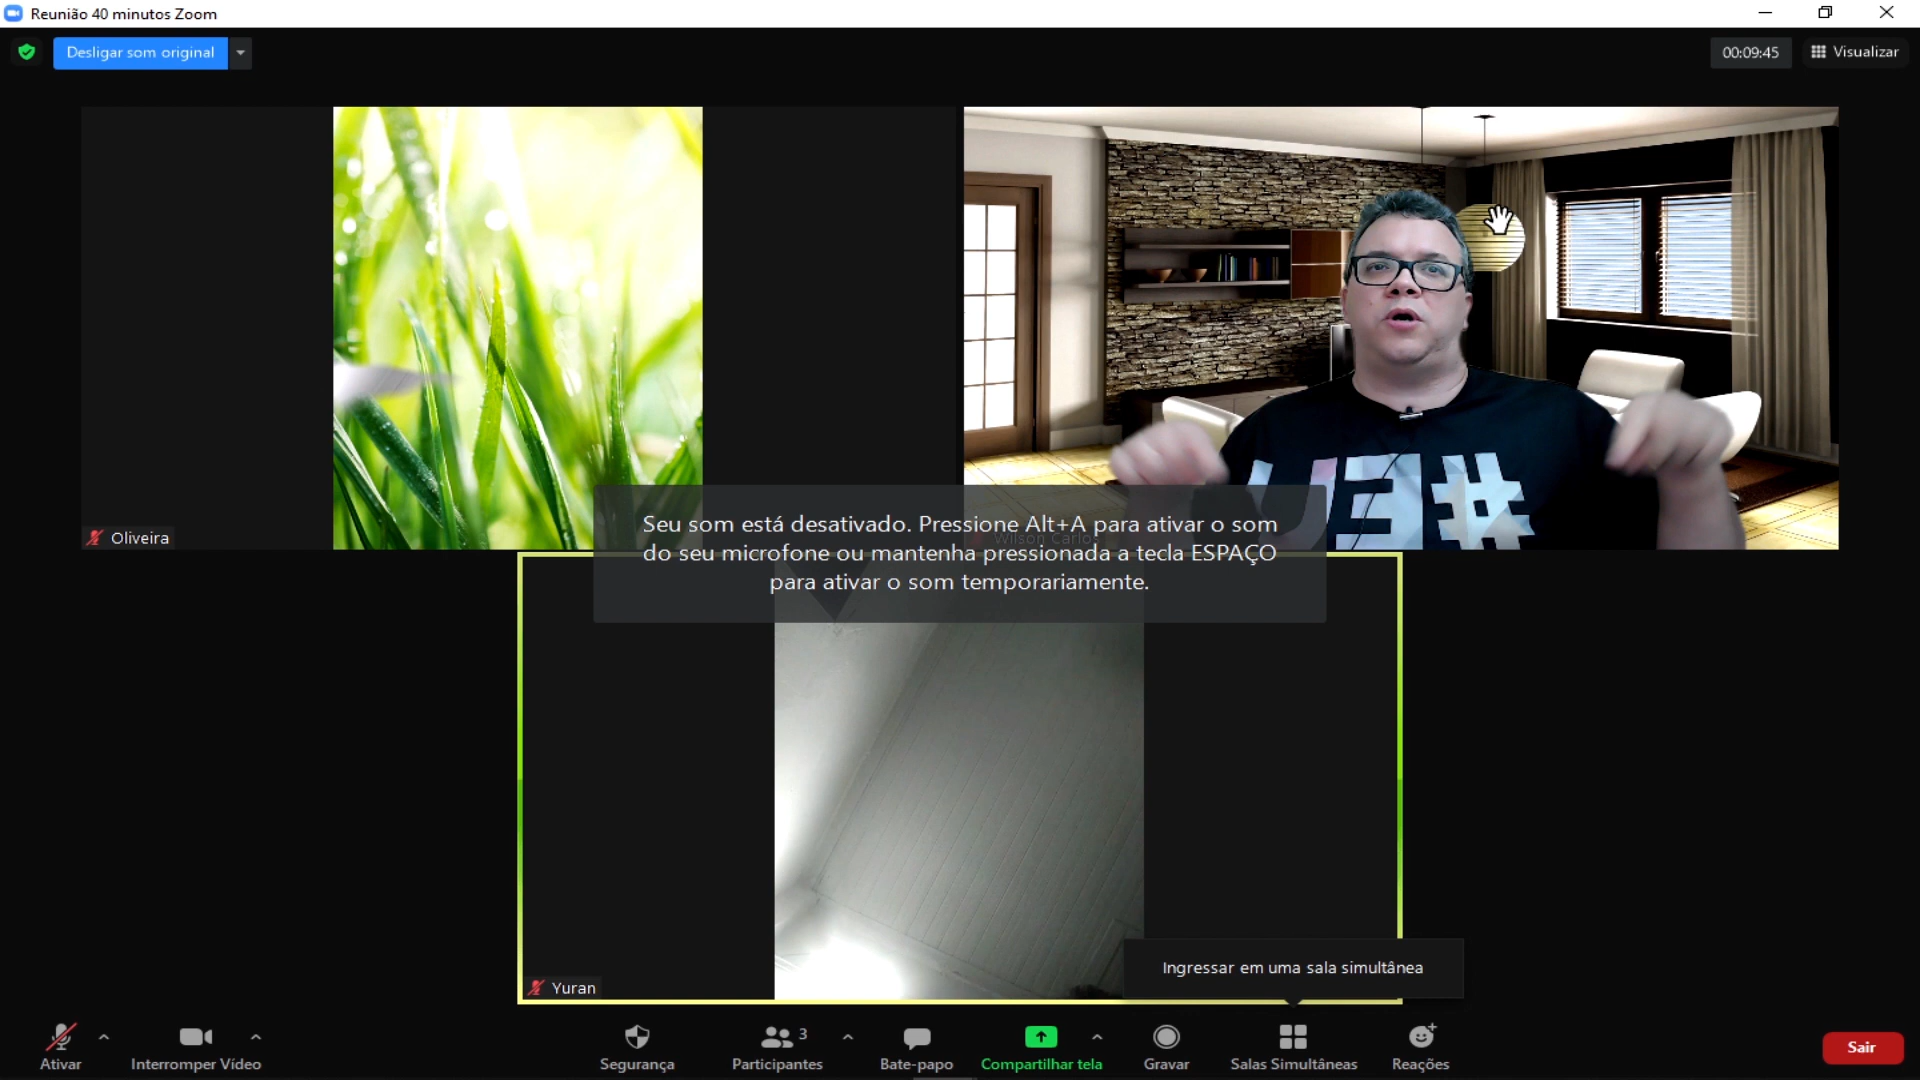 Reunião 40 minutos Zoom
Desligar som original
00:09:45
Visualizar
Oliveira
Wilson Carlos
Seu som está desativado. Pressione Alt+A para ativar o som
do seu microfone ou mantenha pressionada a tecla ESPAÇO
para ativar o som temporariamente.
Yuran
Ingressar em uma sala simultânea
Ativar
Interromper Vídeo
Segurança
3
Participantes
Bate-papo
Compartilhar tela
Gravar
Salas Simultâneas
Reações
Sair